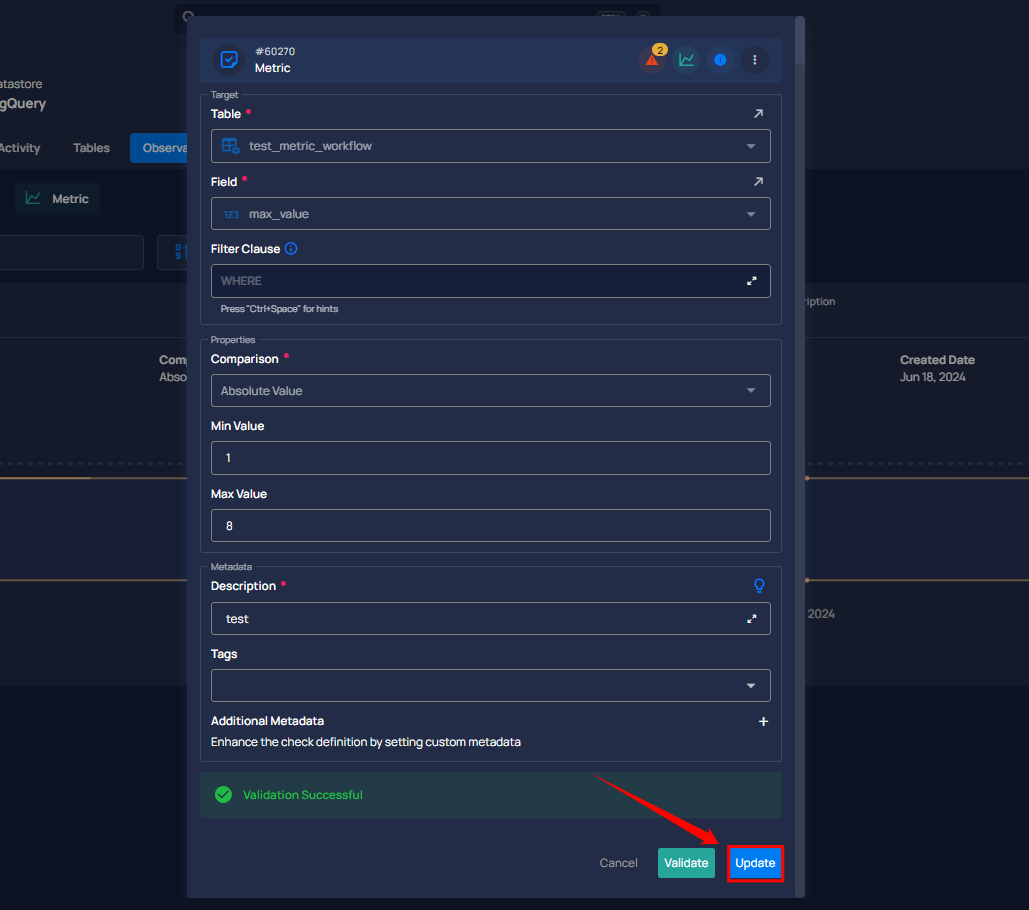 #60270
Metric
2
Target
Table *
test_metric_workflow
Field *
123 max_value
Filter Clause
WHERE
Press "Ctrl+Space" for hints
Properties
Comparison *
Absolute Value
Min Value
1
Max Value
8
Metadata
Description *
test
Tags
Additional Metadata
Enhance the check definition by setting custom metadata
Validation Successful
Cancel Validate Update
atastore
gQuery
Activity Tables Observa
Metric
Com
Abso
ription
Created Date
Jun 18, 2024
2024